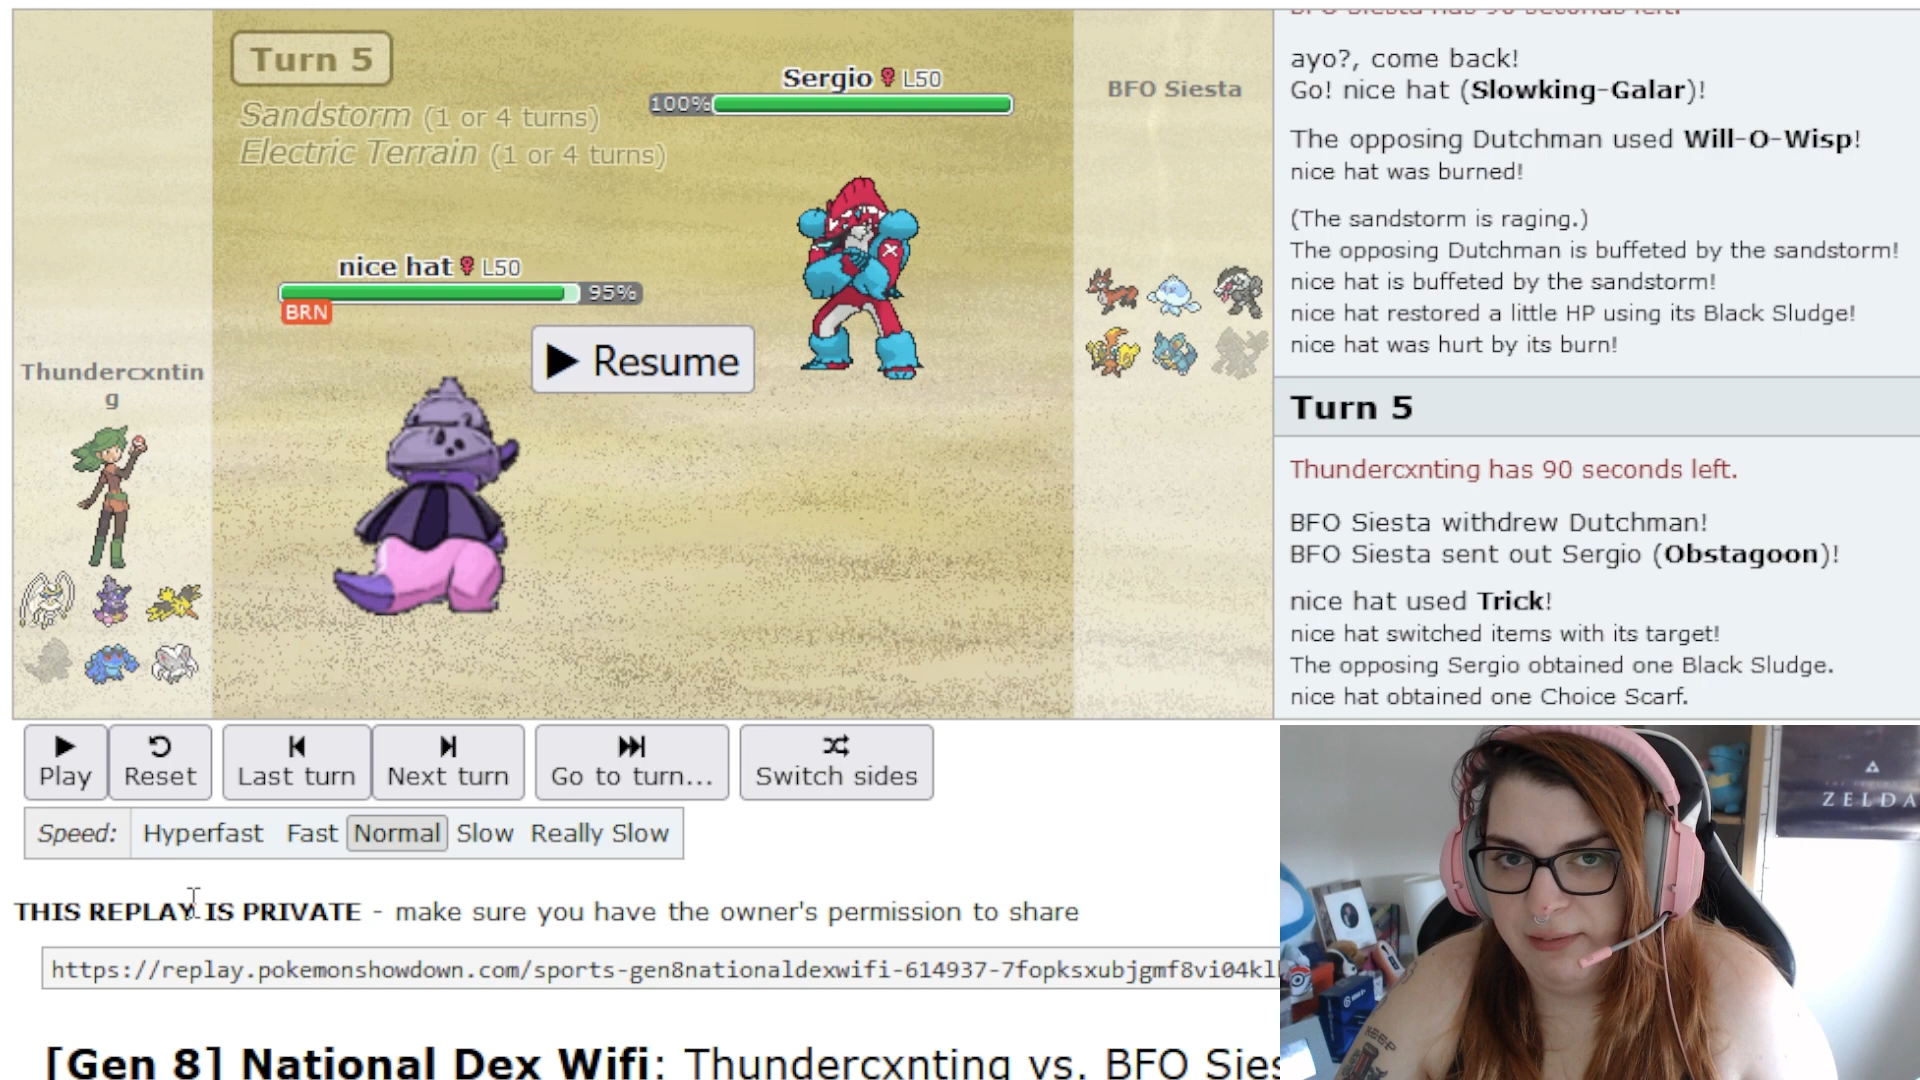 Turn 5
Sandstorm (1 or 4 turns)
Electric Terrain (1 or 4 turns)
Sergio L50
100%
nice hat L50
95%
BRN
Resume
Thundercxntin
g
BFO Siesta
ayo?, come back!
Go! nice hat (Slowking-Galar)!
The opposing Dutchman used Will-O-Wisp!
nice hat was burned!
(The sandstorm is raging.)
The opposing Dutchman is buffeted by the sandstorm!
nice hat is buffeted by the sandstorm!
nice hat restored a little HP using its Black Sludge!
nice hat was hurt by its burn!
Turn 5
Thundercxnting has 90 seconds left.
BFO Siesta withdrew Dutchman!
BFO Siesta sent out Sergio (Obstagoon)!
nice hat used Trick!
nice hat switched items with its target!
The opposing Sergio obtained one Black Sludge.
nice hat obtained one Choice Scarf.
Play
Reset
Last turn
Next turn
Go to turn...
Switch sides
Speed: Hyperfast Fast Normal Slow Really Slow
THIS REPLAY IS PRIVATE - make sure you have the owner's permission to share
https://replay.pokemonshowdown.com/sports-gen8nationaldexwifi-614937-7fopksxubjgmf8vi04kl
[Gen 8] National Dex Wifi: Thundercxnting vs. BFO Sies
ZELDA
KEEP